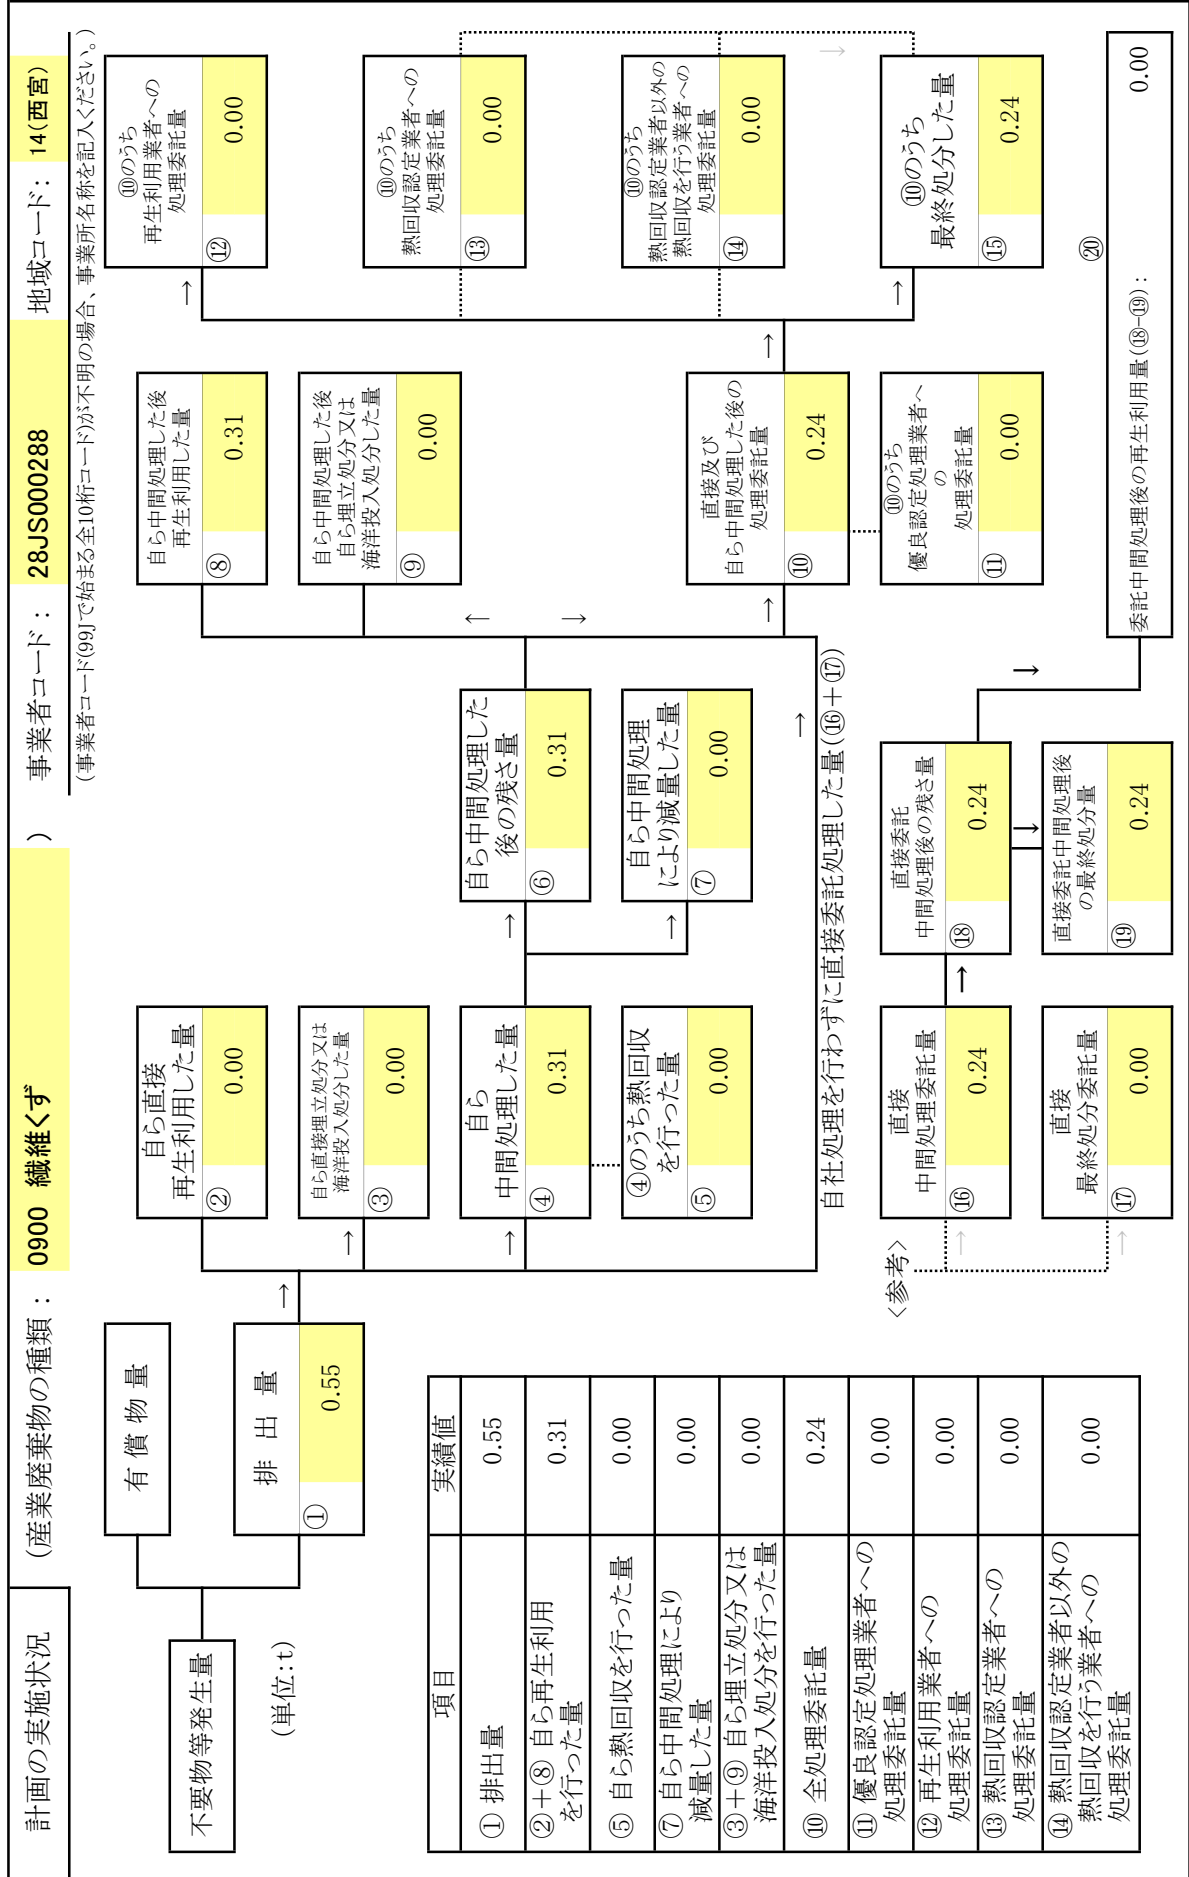 計画の実施状況
(産業廃棄物の種類：
0900 繊維くず
)
事業者コード：
28JS000288
地域コード：
14(西宮)
(事業者コード(99Jで始まる全10桁コード)が不明の場合、事業所名称を記入ください。)
不要物等発生量
(単位:t)
有償物量
排出量
①
0.55
→
自ら直接
再生利用した量
②
0.00
→
自ら直接埋立処分又は
海洋投入処分した量
③
0.00
→
自ら
中間処理した量
④
0.31
④のうち熱回収
を行った量
⑤
0.00
→
自ら中間処理した
後の残さ量
⑥
0.31
→
自ら中間処理
により減量した量
⑦
0.00
↑
↓
自ら中間処理した後
再生利用した量
⑧
0.31
自ら中間処理した後
自ら埋立処分又は
海洋投入処分した量
⑨
0.00
→
自社処理を行わずに直接委託処理した量(⑯＋⑰)
→
直接及び
自ら中間処理した後の
処理委託量
⑩
0.24
⑩のうち
優良認定処理業者へ
の
処理委託量
⑪
0.00
→
→
⑩のうち
再生利用業者への
処理委託量
⑫
0.00
⑩のうち
熱回収認定業者への
処理委託量
⑬
0.00
⑩のうち
熱回収認定業者以外の
熱回収を行う業者への
処理委託量
⑭
0.00
↓
→
⑩のうち
最終処分した量
⑮
0.24
<参考>
→
直接
中間処理委託量
⑯
0.24
→
直接
最終処分委託量
⑰
0.00
→
直接委託
中間処理後の残さ量
⑱
0.24
↓
直接委託中間処理後
の最終処分量
⑲
0.24
↓
⑳
委託中間処理後の再生利用量(⑱-⑲)：
0.00
項目
実績値
① 排出量
0.55
②＋⑧ 自ら再生利用
を行った量
0.31
⑤ 自ら熱回収を行った量
0.00
⑦ 自ら中間処理により
減量した量
0.00
③＋⑨ 自ら埋立処分又は
海洋投入処分を行った量
0.00
⑩ 全処理委託量
0.24
⑪ 優良認定処理業者への
処理委託量
0.00
⑫ 再生利用業者への
処理委託量
0.00
⑬ 熱回収認定業者への
処理委託量
0.00
⑭ 熱回収認定業者以外の
熱回収を行う業者への
処理委託量
0.00